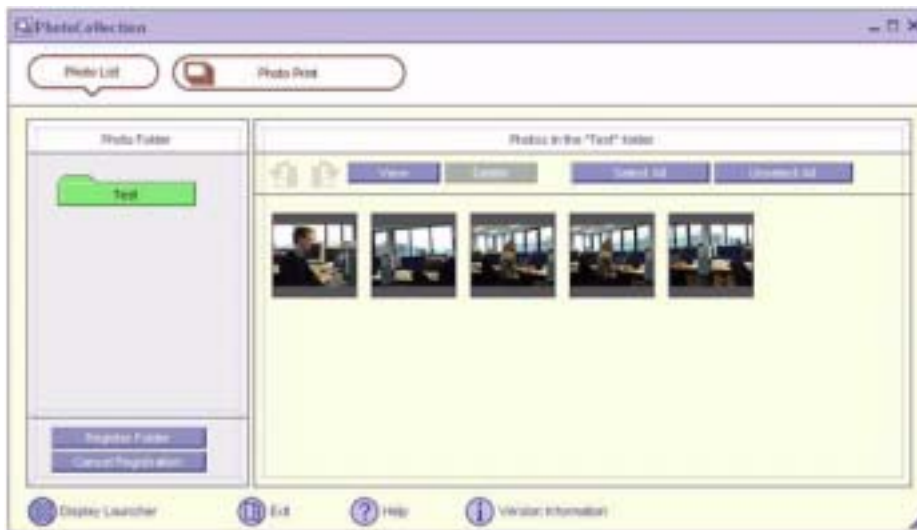 PhotoCollection
Photo List
Photo Print
Photo Folder
Photos in the "Test" folder
Test
View
Delete
Select All
Unselect All
Register Folder
Cancel Registration
Display Launcher
Exit
Help
Version Information